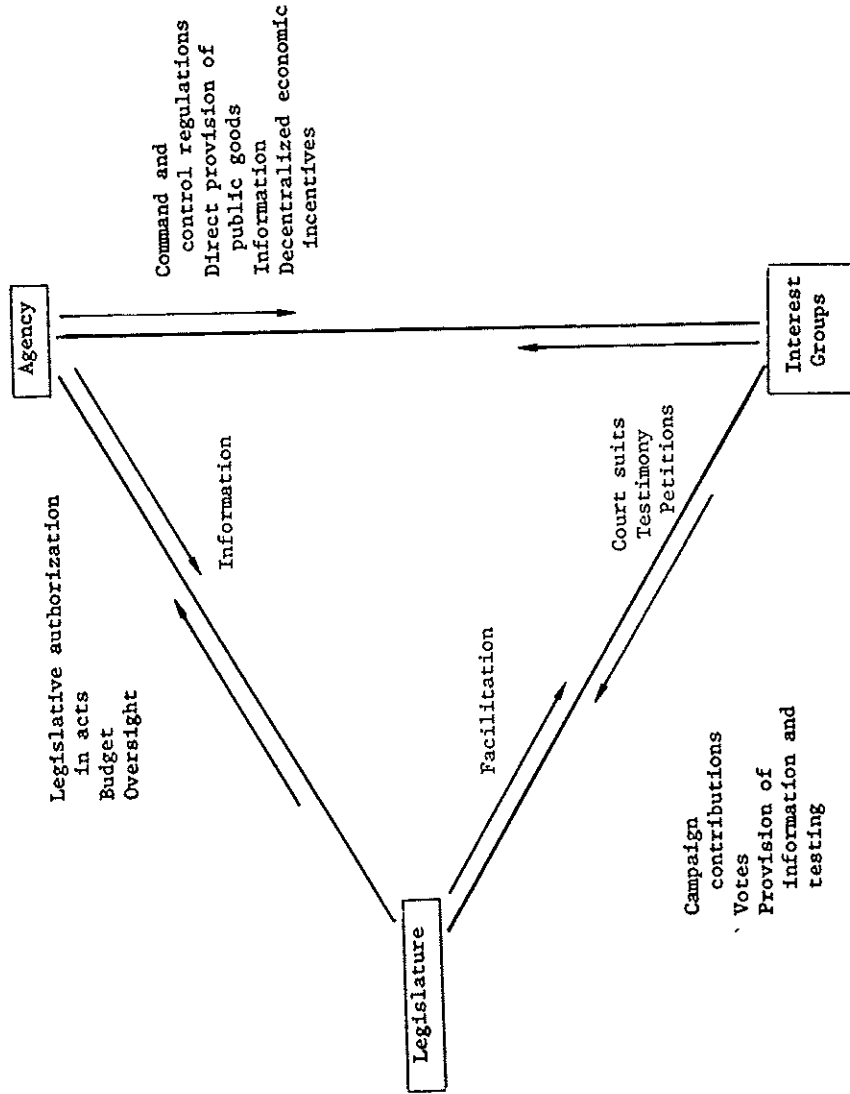 Agency
Command and
control regulations
Direct provision of
public goods
Information
Decentralized economic
incentives
Legislative authorization
in acts
Budget
Oversight
Information
Legislature
Facilitation
Court suits
Testimony
Petitions
Interest
Groups
Campaign
contributions
Votes
Provision of
information and
testing